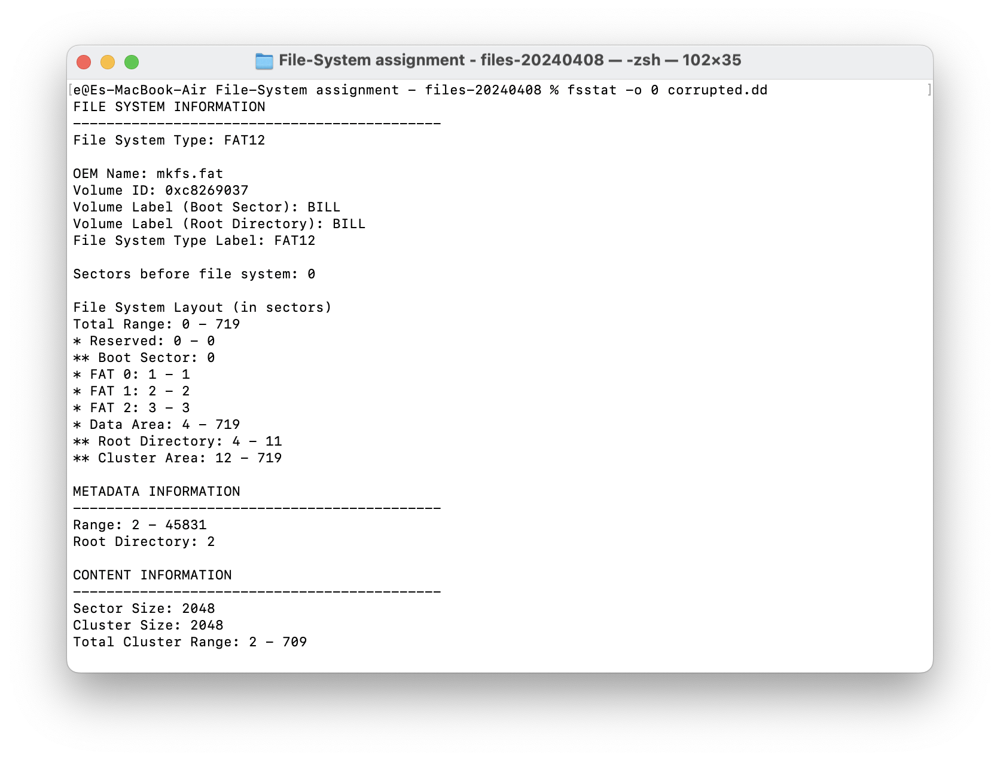 File-System assignment - files-20240408 — -zsh — 102×35
[e@Es-MacBook-Air File-System assignment - files-20240408 % fsstat -o 0 corrupted.dd ]
FILE SYSTEM INFORMATION
--------------------------------------------
File System Type: FAT12
OEM Name: mkfs.fat
Volume ID: 0xc8269037
Volume Label (Boot Sector): BILL
Volume Label (Root Directory): BILL
File System Type Label: FAT12
Sectors before file system: 0
File System Layout (in sectors)
Total Range: 0 - 719
* Reserved: 0 - 0
** Boot Sector: 0
* FAT 0: 1 - 1
* FAT 1: 2 - 2
* FAT 2: 3 - 3
* Data Area: 4 - 719
** Root Directory: 4 - 11
** Cluster Area: 12 - 719
METADATA INFORMATION
--------------------------------------------
Range: 2 - 45831
Root Directory: 2
CONTENT INFORMATION
--------------------------------------------
Sector Size: 2048
Cluster Size: 2048
Total Cluster Range: 2 - 709